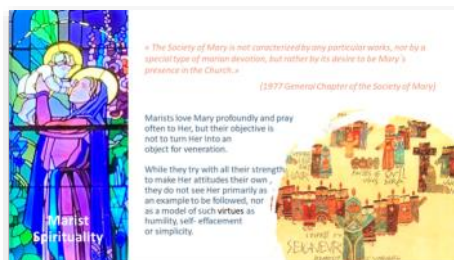 « The Society of Mary is not caracterized by any particular works, nor by a
special type of marian devotion, but rather by its desire to be Mary's
presence in the Church.»
(1977 General Chapter of the Society of Mary)
Marists love Mary profoundly and pray
often to Her, but their objective is
not to turn Her Into an
object for veneration.
While they try with all their strength
to make Her attitudes their own ,
they do not see Her primarily as
an example to be followed, nor
as a model of such virtues as
humility, self- effacement
or simplicity.
Marist
Spirituality
SEIGNEUR